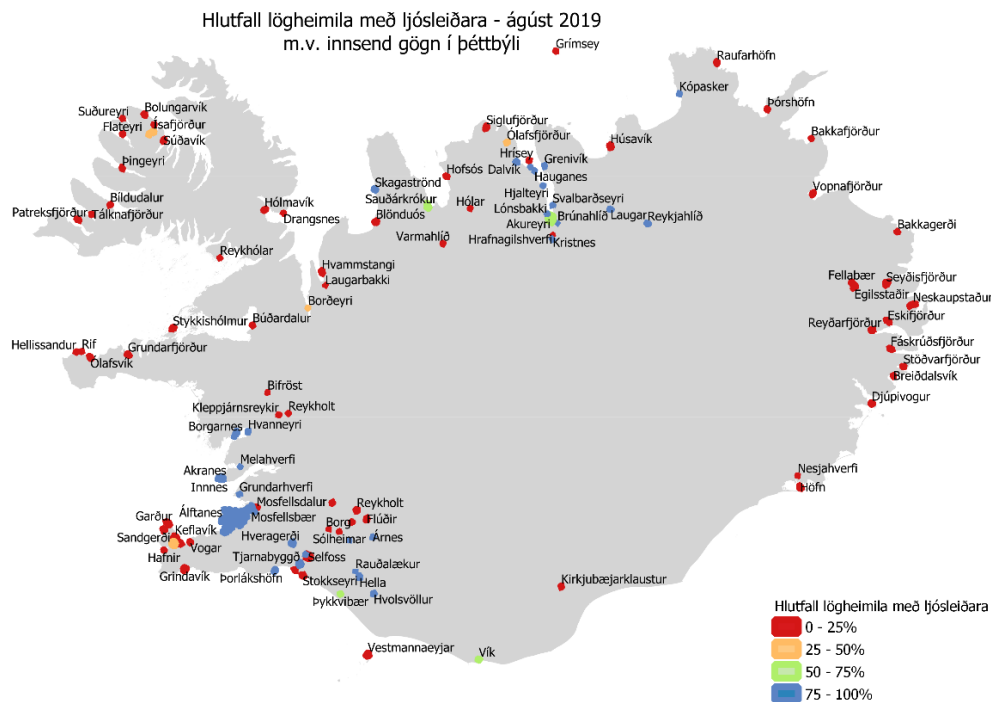 Hlutfall lögheimila með ljósleiðara - ágúst 2019
m.v. innsend gögn í þéttbýli
Grímsey
Raufarhöfn
Kópasker
Þórshöfn
Bakkafjörður
Vopnafjörður
Bakkagerði
Suðureyri
Bolungarvík
Flateyri
Ísafjörður
Súðavík
Þingeyri
Bíldudalur
Patreksfjörður
Tálknafjörður
Hólmavík
Drangsnes
Reykhólar
Siglufjörður
Ólafsfjörður
Húsavík
Hrísey
Grenivík
Dalvík
Hauganes
Hofsós
Skagaströnd
Sauðárkrókur
Blönduós
Hólar
Varmahlíð
Hjalteyri
Svalbarðseyri
Lónsbakki
Brúnahlíð
Laugar
Reykjahlíð
Akureyri
Hrafnagilshverfi
Kristnes
Hvammstangi
Laugarbakki
Borðeyri
Stykkishólmur
Búðardalur
Hellissandur
Rif
Grundarfjörður
Ólafsvík
Fellabær
Seyðisfjörður
Egilsstaðir
Neskaupstaður
Eskifjörður
Reyðarfjörður
Fáskrúðsfjörður
Stöðvarfjörður
Breiðdalsvík
Djúpivogur
Nesjahverfi
Höfn
Bifröst
Kleppjárnsreykir
Reykholt
Borgarnes
Hvanneyri
Melahverfi
Akranes
Innnes
Grundarhverfi
Mosfellsdalur
Reykholt
Álftanes
Mosfellsbær
Borg
Flúðir
Garður
Keflavík
Sandgerði
Hveragerði
Sólheimar
Árnes
Vogar
Hafnir
Tjarnabyggð
Selfoss
Grindavík
Þorlákshöfn
Stokkseyri
Rauðalækur
Hella
Þykkvibær
Hvolsvöllur
Kirkjubæjarklaustur
Vestmannaeyjar
Vík
Hlutfall lögheimila með ljósleiðara
0 - 25%
25 - 50%
50 - 75%
75 - 100%